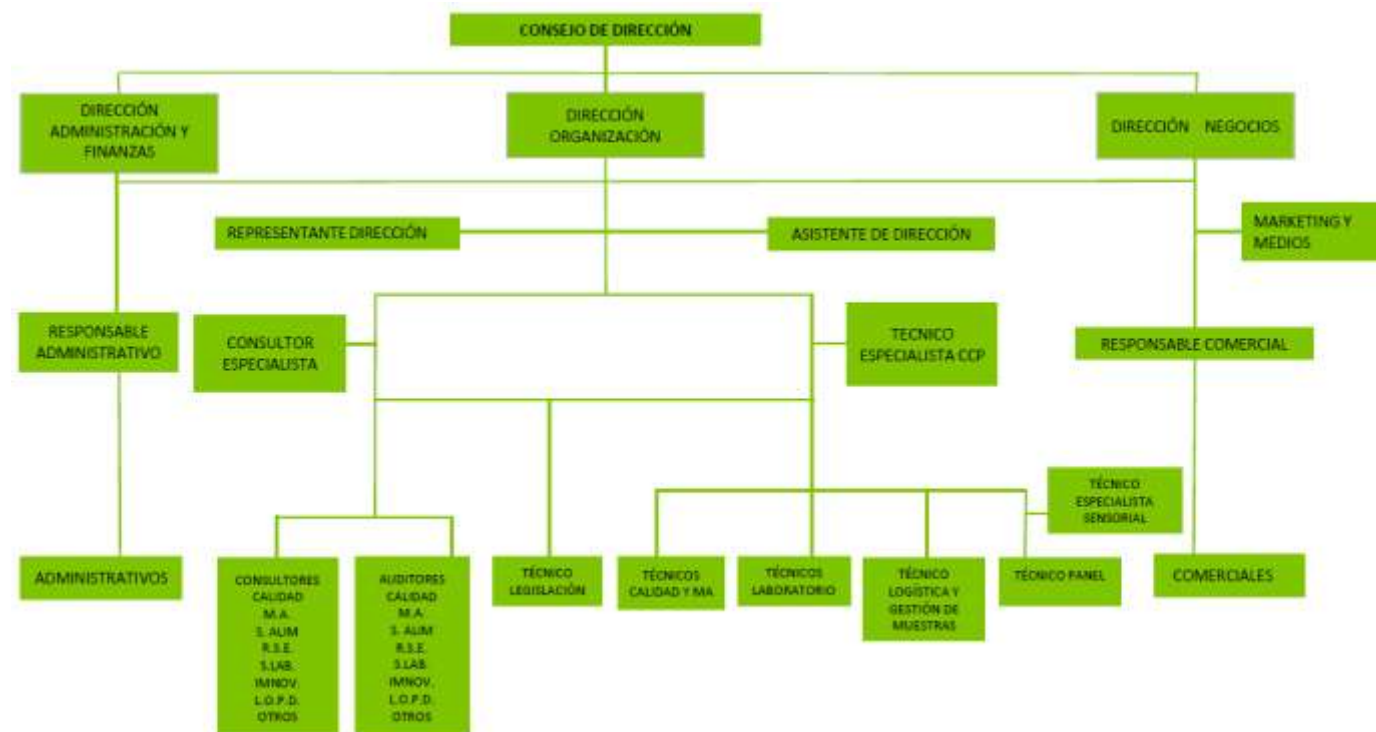 CONSEJO DE DIRECCIÓN
DIRECCIÓN
ADMINISTRACIÓN Y
FINANZAS
DIRECCIÓN
ORGANIZACIÓN
DIRECCIÓN NEGOCIOS
REPRESENTANTE DIRECCIÓN
ASISTENTE DE DIRECCIÓN
MARKETING Y
MEDIOS
RESPONSABLE
ADMINISTRATIVO
CONSULTOR
ESPECIALISTA
TECNICO
ESPECIALISTA CCP
RESPONSABLE COMERCIAL
TÉCNICO
ESPECIALISTA
SENSORIAL
ADMINISTRATIVOS
CONSULTORES
CALIDAD
M.A.
S. ALIM
R.S.E.
S.LAB.
IMNOV.
L.O.P.D.
OTROS
AUDITORES
CALIDAD
M.A.
S. ALIM
R.S.E.
S.LAB.
IMNOV.
L.O.P.D.
OTROS
TÉCNICO
LEGISLACIÓN
TÉCNICOS
CALIDAD Y MA
TÉCNICOS
LABORATORIO
TÉCNICO
LOGÍSTICA Y
GESTIÓN DE
MUESTRAS
TÉCNICO PANEL
COMERCIALES